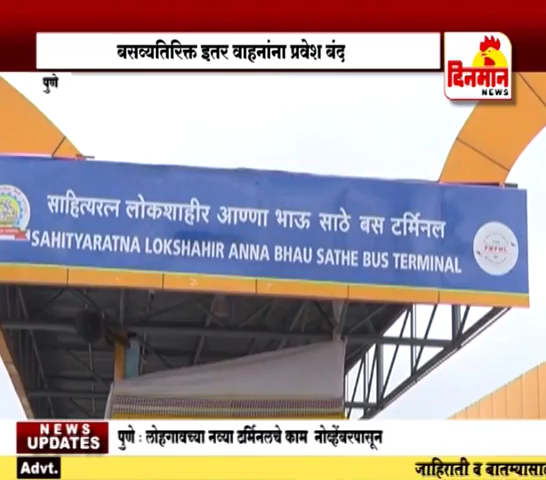 बसव्यतिरिक्त इतर वाहनांना प्रवेश बंद
दिनमान
NEWS
पुणे
साहित्यरत्न लोकशाहीर आण्णा भाऊ साठे बस टर्मिनल
SAHITYARATNA LOKSHAHIR ANNA BHAU SATHE BUS TERMINAL
NEWS
UPDATES
पुणे : लोहगावच्या नव्या टर्मिनलचे काम नोव्हेंबरपासून
Advt.
जाहिराती व बातम्यासा